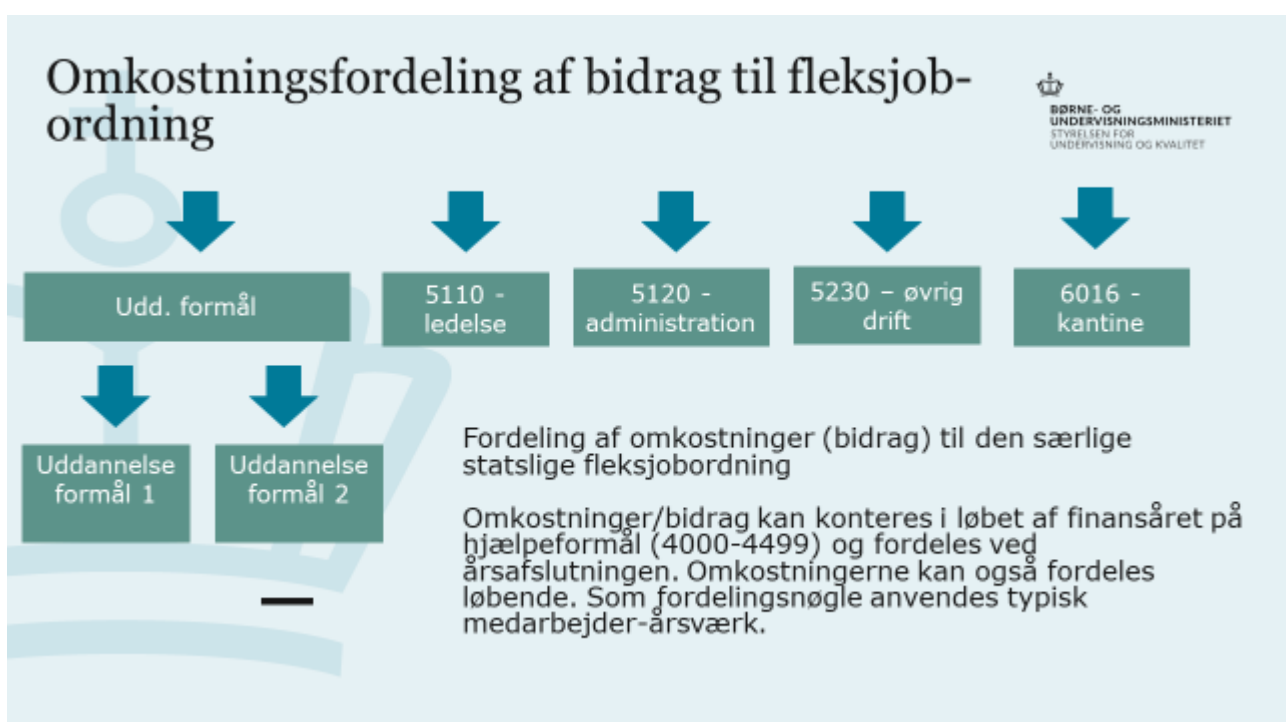 Omkostningsfordeling af bidrag til fleksjob-
ordning
BØRNE- OG
UNDERVISNINGSMINISTERIET
STYRELSEN FOR
UNDERVISNING OG KVALITET
Udd. formål
5110 -
ledelse
5120 -
administration
5230 – øvrig
drift
6016 -
kantine
Uddannelse
formål 1
Uddannelse
formål 2
Fordeling af omkostninger (bidrag) til den særlige
statslige fleksjobordning
Omkostninger/bidrag kan konteres i løbet af finansåret på
hjælpeformål (4000-4499) og fordeles ved
årsafslutningen. Omkostningerne kan også fordeles
løbende. Som fordelingsnøgle anvendes typisk
medarbejder-årsværk.